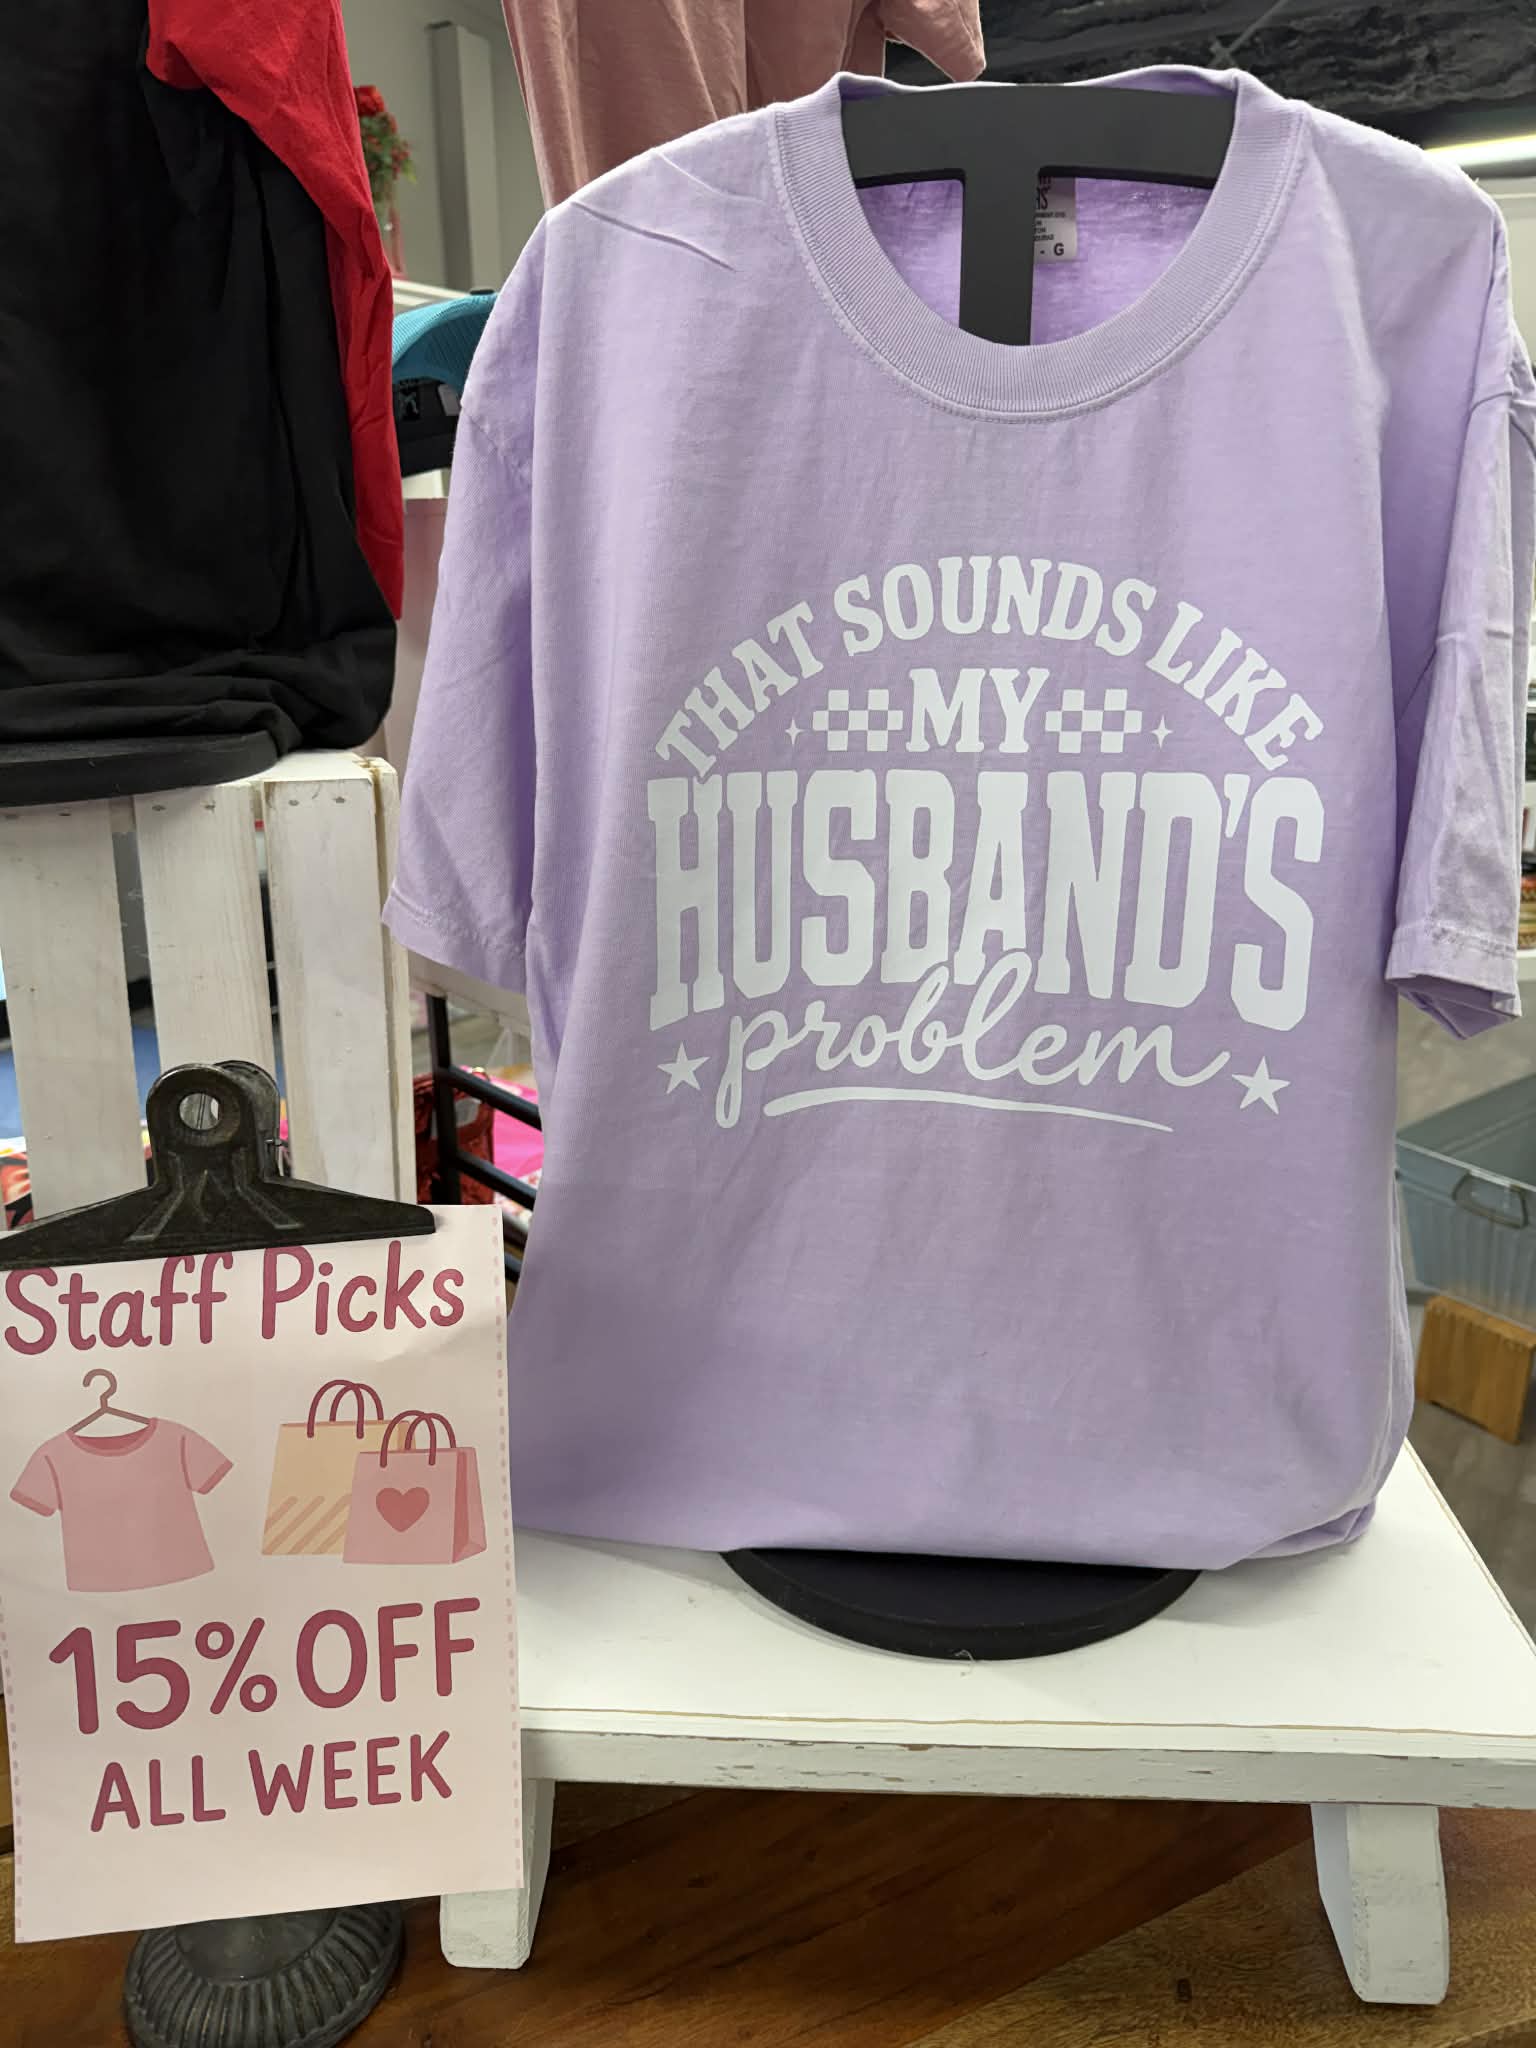 THAT SOUNDS LIKE
MY
HUSBAND'S
problem
- G
Staff Picks
15% OFF
ALL WEEK